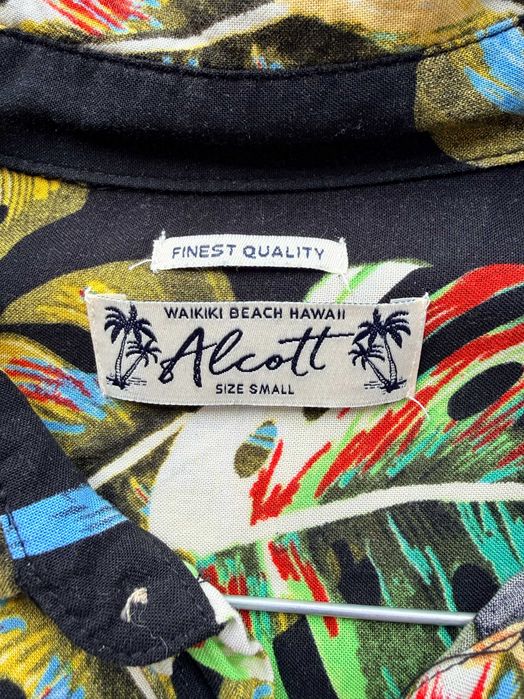 FINEST QUALITY
WAIKIKI BEACH HAWAII
Alcott
SIZE SMALL